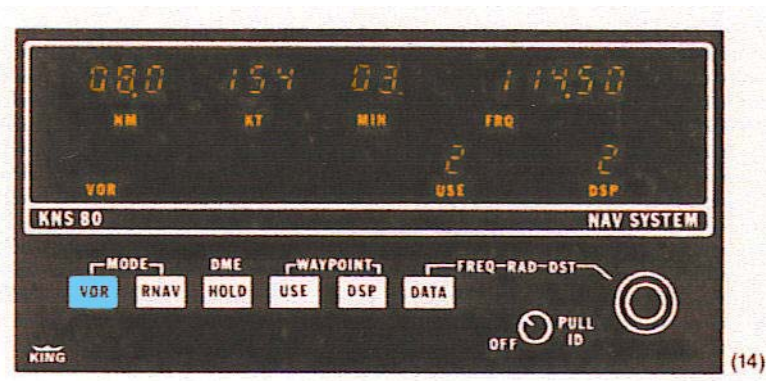 08.0 154 03. 114.50
NM KT MIN FRQ
2 2
VOR USE DSP
KNS 80 NAV SYSTEM
MODE DME WAYPOINT FREQ-RAD-DST
VOR RNAV HOLD USE DSP DATA
OFF PULL ID
KING
(14)